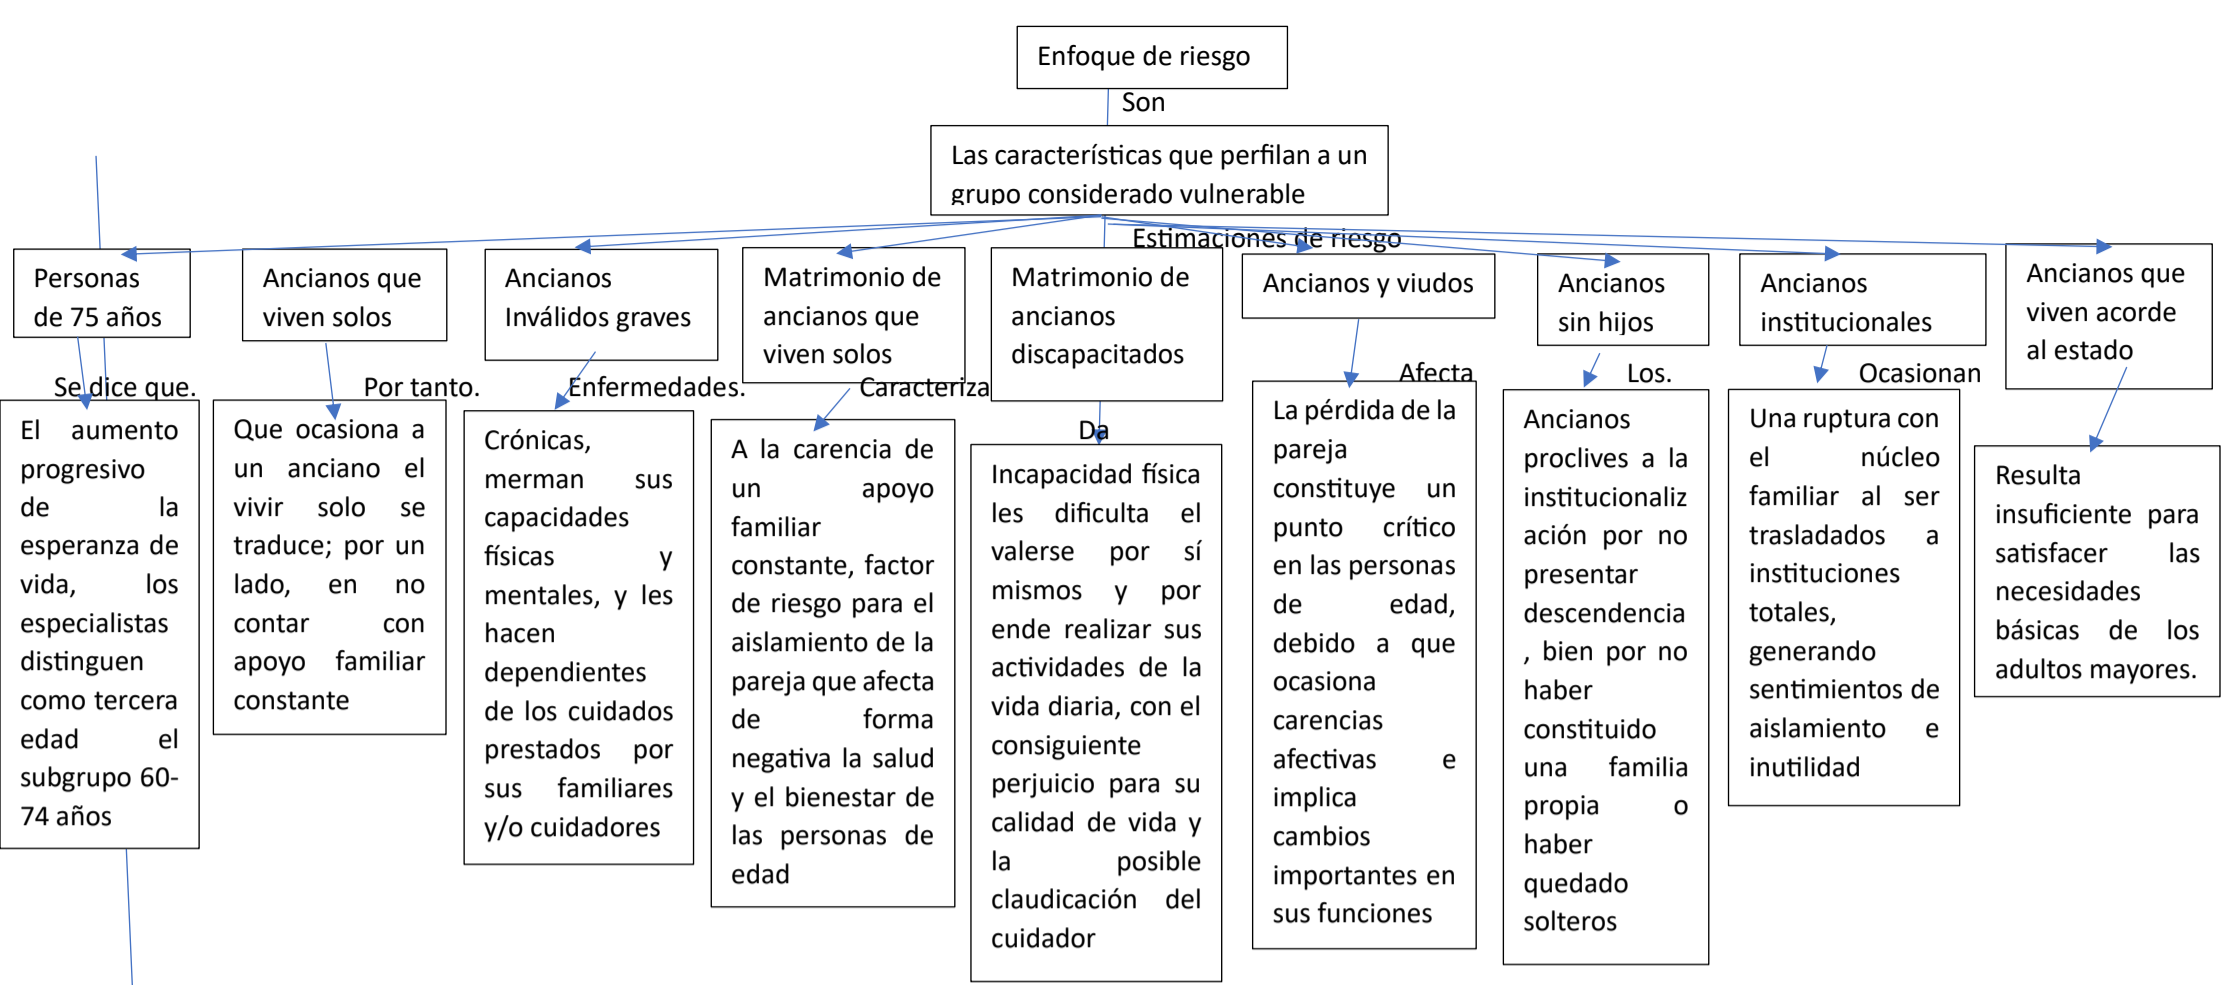 Enfoque de riesgo
Son
Las características que perfilan a un
grupo considerado vulnerable
Estimaciones de riesgo
Personas
de 75 años
Se dice que.
El aumento
progresivo
de la
esperanza de
vida, los
especialistas
distinguen
como tercera
edad el
subgrupo 60-
74 años
Ancianos que
viven solos
Por tanto.
Que ocasiona a
un anciano el
vivir solo se
traduce; por un
lado, en no
contar con
apoyo familiar
constante
Ancianos
Inválidos graves
Enfermedades.
Crónicas,
merman sus
capacidades
físicas y
mentales, y les
hacen
dependientes
de los cuidados
prestados por
sus familiares
y/o cuidadores
Matrimonio de
ancianos que
viven solos
Caracteriza
A la carencia de
un apoyo
familiar
constante, factor
de riesgo para el
aislamiento de la
pareja que afecta
de forma
negativa la salud
y el bienestar de
las personas de
edad
Matrimonio de
ancianos
discapacitados
Da
Incapacidad física
les dificulta el
valerse por sí
mismos y por
ende realizar sus
actividades de la
vida diaria, con el
consiguiente
perjuicio para su
calidad de vida y
la posible
claudicación del
cuidador
Ancianos y viudos
Afecta
La pérdida de la
pareja
constituye un
punto crítico
en las personas
de edad,
debido a que
ocasiona
carencias
afectivas e
implica
cambios
importantes en
sus funciones
Ancianos
sin hijos
Los.
Ancianos
proclives a la
institucionaliz
ación por no
presentar
descendencia
, bien por no
haber
constituido
una familia
propia o
haber
quedado
solteros
Ancianos
institucionales
Ocasionan
Una ruptura con
el núcleo
familiar al ser
trasladados a
instituciones
totales,
generando
sentimientos de
aislamiento e
inutilidad
Ancianos que
viven acorde
al estado
Resulta
insuficiente para
satisfacer las
necesidades
básicas de los
adultos mayores.